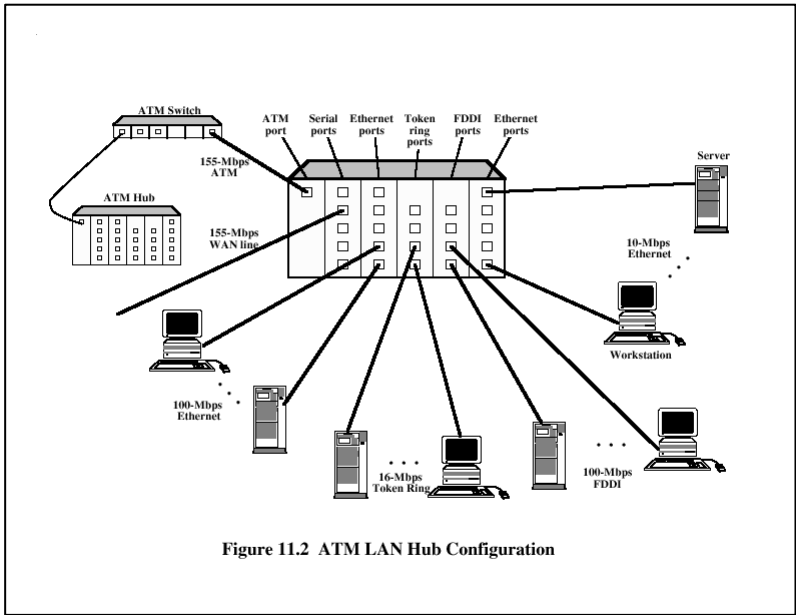 ATM Switch
ATM
port
Serial
ports
Ethernet
ports
Token
ring
ports
FDDI
ports
Ethernet
ports
155-Mbps
ATM
Server
ATM Hub
155-Mbps
WAN line
10-Mbps
Ethernet
Workstation
100-Mbps
Ethernet
16-Mbps
Token Ring
100-Mbps
FDDI
Figure 11.2 ATM LAN Hub Configuration